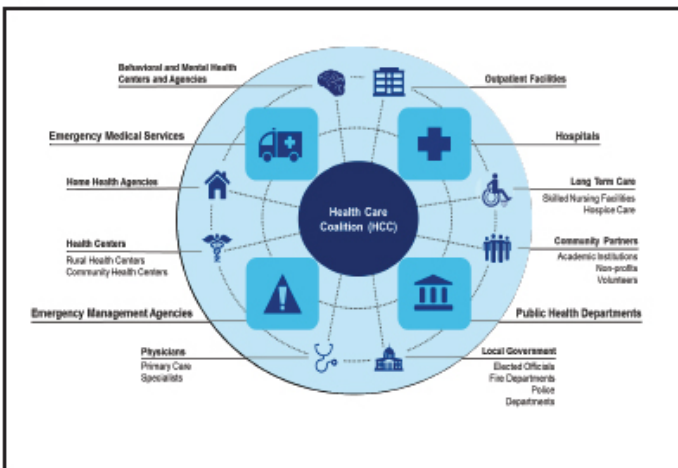 Behavioral and Mental Health
Centers and Agencies
Outpatient Facilities
Emergency Medical Services
Hospitals
Home Health Agencies
Long Term Care
Skilled Nursing Facilities
Hospice Care
Health Care
Coalition (HCC)
Health Centers
Rural Health Centers
Community Health Centers
Community Partners
Academic Institutions
Non-profits
Volunteers
Emergency Management Agencies
Public Health Departments
Physicians
Primary Care
Specialists
Local Government
Elected Officials
Fire Departments
Police
Departments